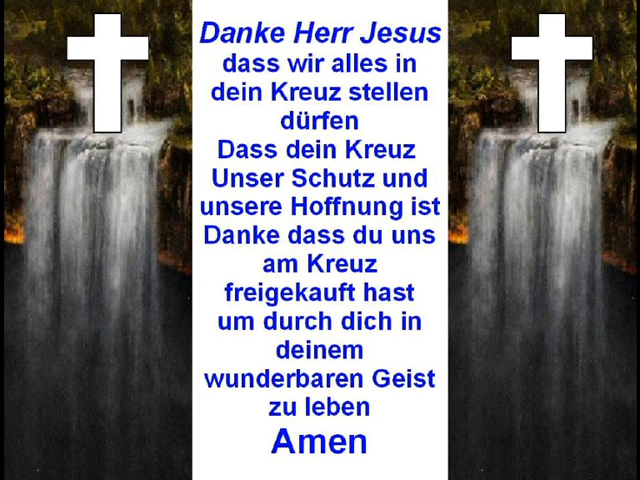 Danke Herr Jesus
dass wir alles in
dein Kreuz stellen
dürfen
Dass dein Kreuz
Unser Schutz und
unsere Hoffnung ist
Danke dass du uns
am Kreuz
freigekauft hast
um durch dich in
deinem
wunderbaren Geist
zu leben
Amen